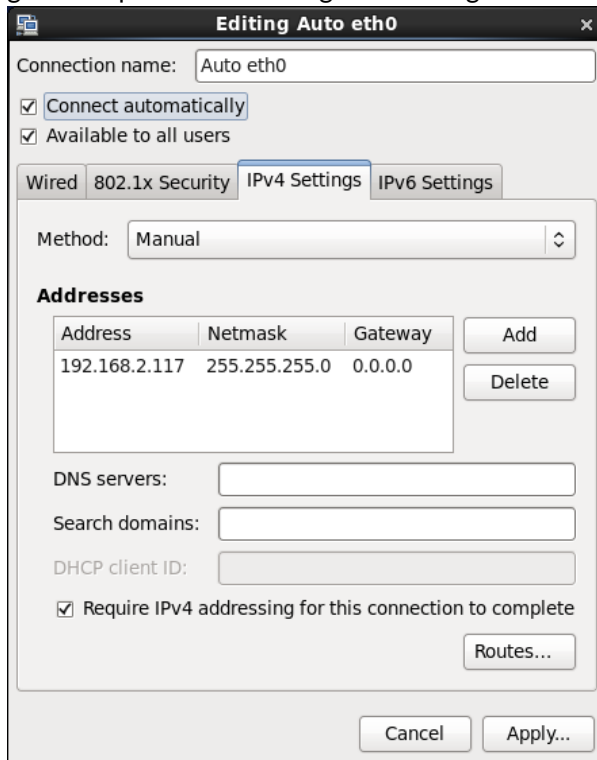 Editing Auto eth0
Connection name: Auto eth0
Connect automatically
Available to all users
Wired 802.1x Security IPv4 Settings IPv6 Settings
Method: Manual
Addresses
Address Netmask Gateway Add
192.168.2.117 255.255.255.0 0.0.0.0
Delete
DNS servers:
Search domains:
DHCP client ID:
Require IPv4 addressing for this connection to complete
Routes...
Cancel Apply...